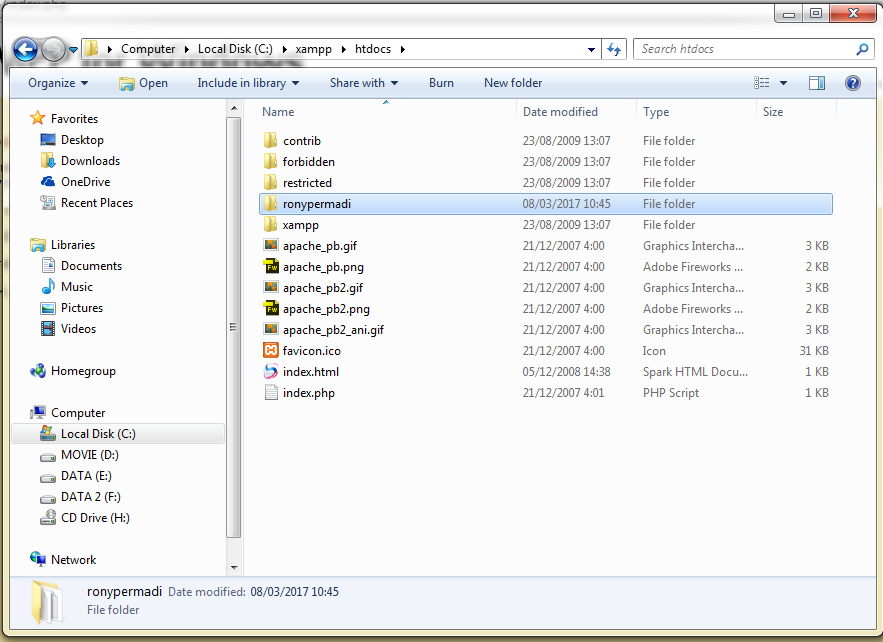 Computer ▸ Local Disk (C:) ▸ xampp ▸ htdocs ▸
Search htdocs
Organize Open Include in library Share with Burn New folder
Favorites
Desktop
Downloads
OneDrive
Recent Places
Libraries
Documents
Music
Pictures
Videos
Homegroup
Computer
Local Disk (C:)
MOVIE (D:)
DATA (E:)
DATA 2 (F:)
CD Drive (H:)
Network
Name Date modified Type Size
contrib 23/08/2009 13:07 File folder
forbidden 23/08/2009 13:07 File folder
restricted 23/08/2009 13:07 File folder
ronypermadi 08/03/2017 10:45 File folder
xampp 23/08/2009 13:07 File folder
apache_pb.gif 21/12/2007 4:00 Graphics Intercha... 3 KB
apache_pb.png 21/12/2007 4:00 Adobe Fireworks ... 2 KB
apache_pb2.gif 21/12/2007 4:00 Graphics Intercha... 3 KB
apache_pb2.png 21/12/2007 4:00 Adobe Fireworks ... 2 KB
apache_pb2_ani.gif 21/12/2007 4:00 Graphics Intercha... 3 KB
favicon.ico 21/12/2007 4:00 Icon 31 KB
index.html 05/12/2008 14:38 Spark HTML Docu... 1 KB
index.php 21/12/2007 4:01 PHP Script 1 KB
ronypermadi Date modified: 08/03/2017 10:45
File folder